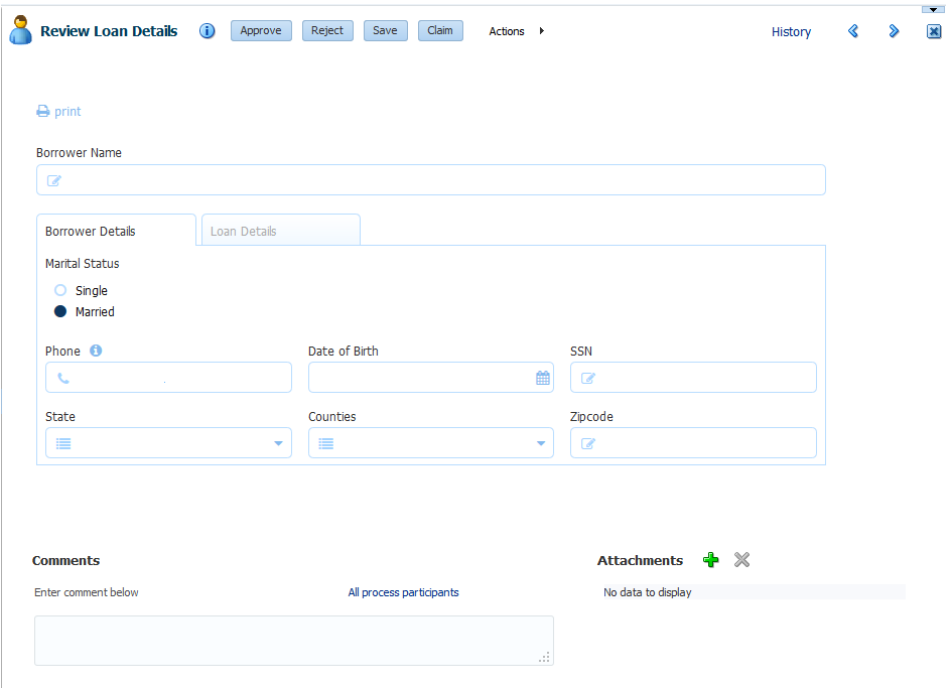 Review Loan Details Approve Reject Save Claim Actions History
print
Borrower Name
Borrower Details Loan Details
Marital Status
Single
Married
Phone Date of Birth SSN
State Counties Zipcode
Comments Attachments
Enter comment below All process participants No data to display